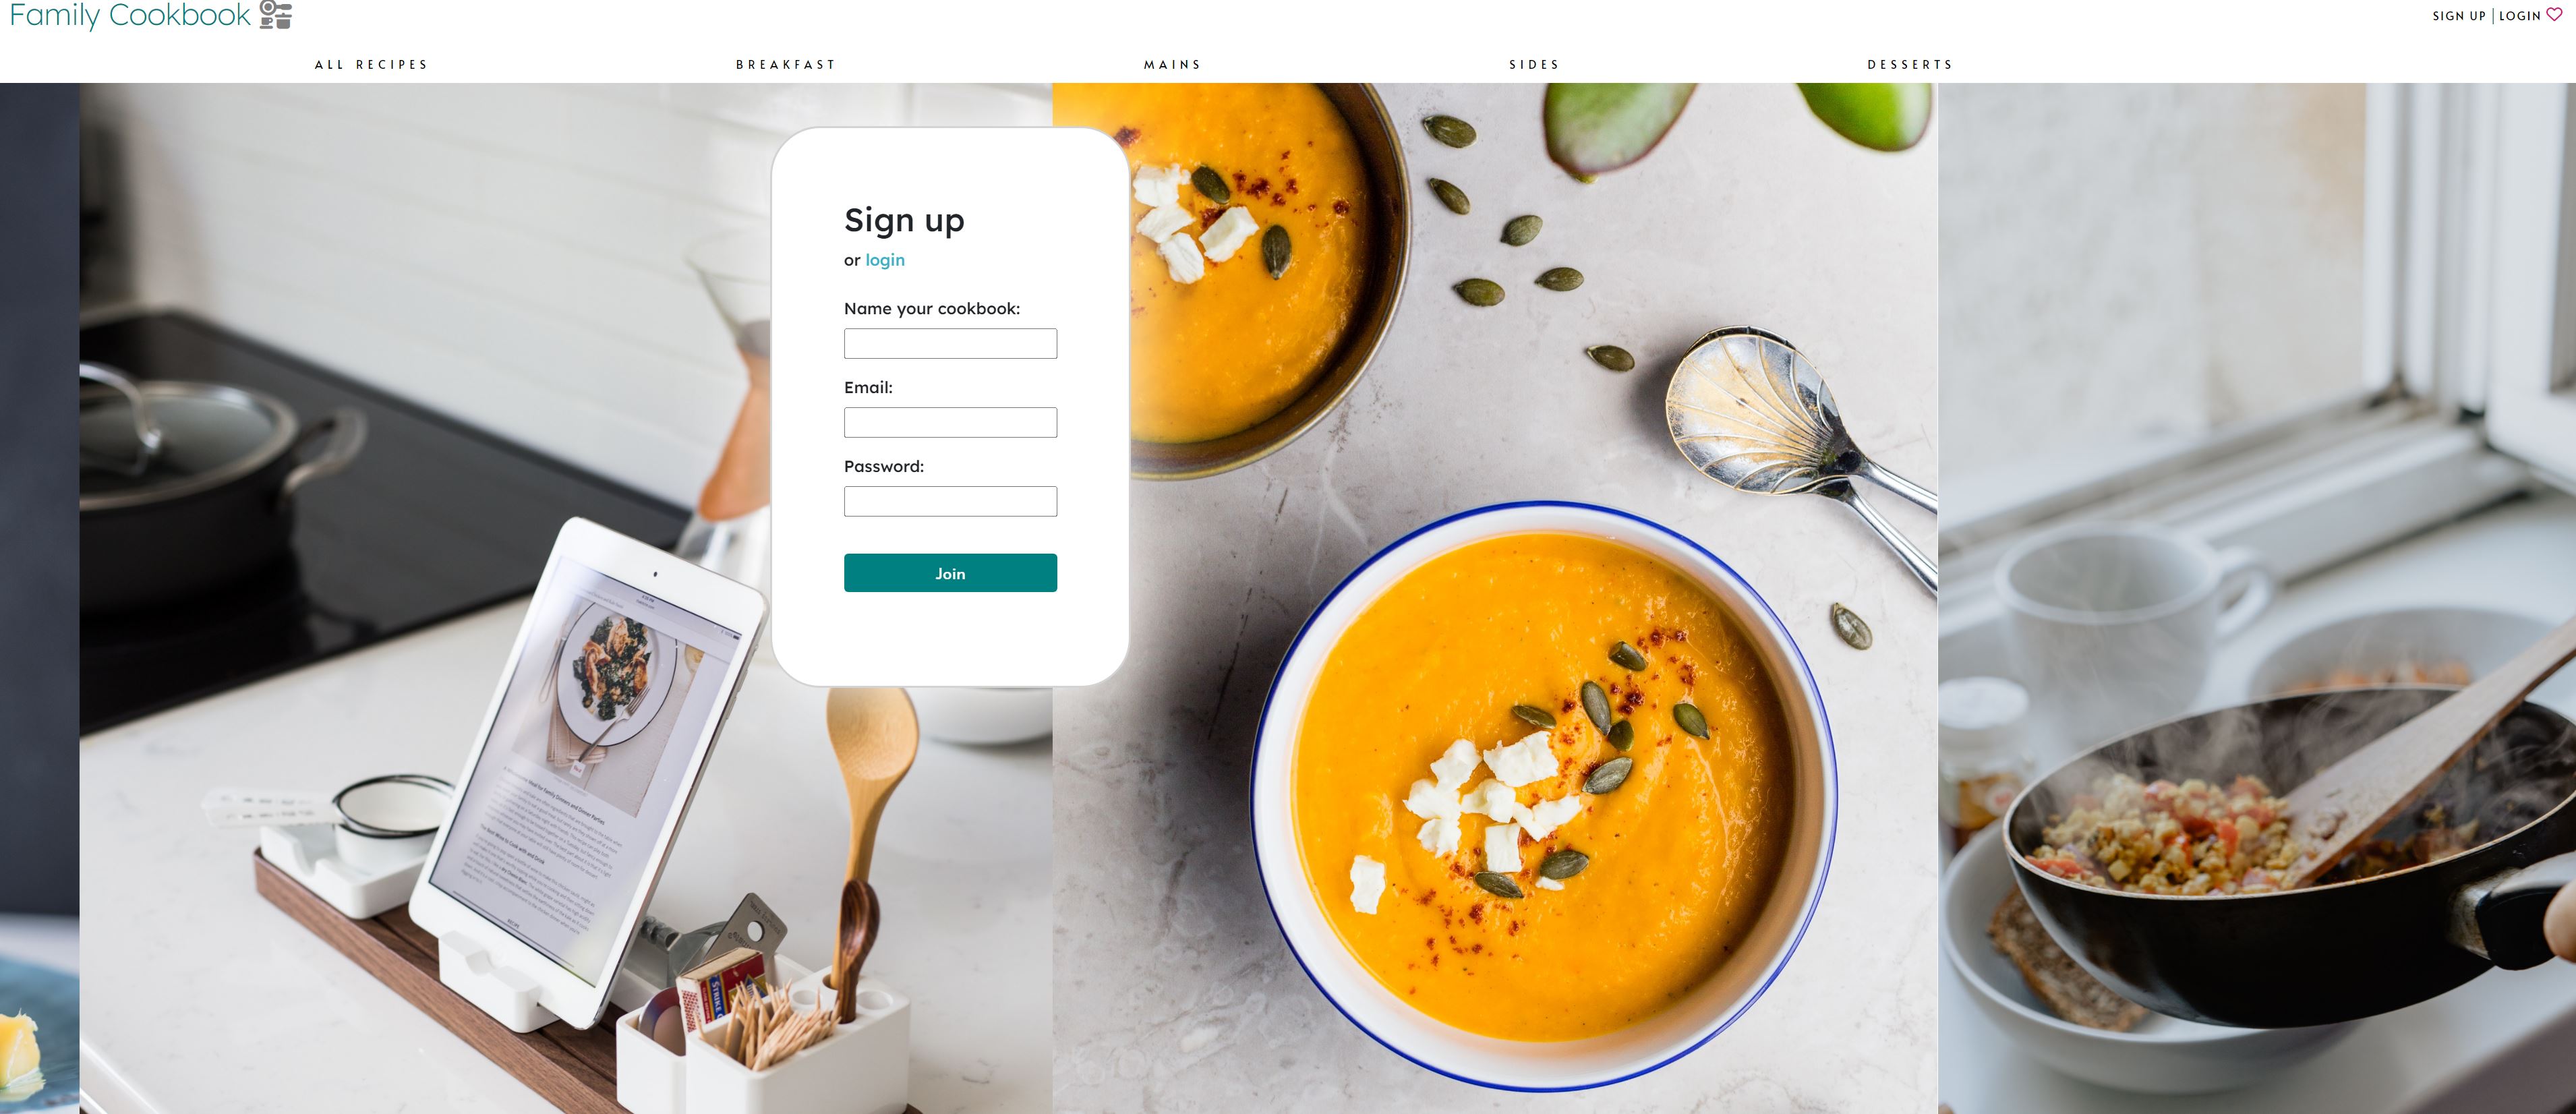 Family Cookbook
SIGN UP | LOGIN
ALL RECIPES
BREAKFAST
MAINS
SIDES
DESSERTS
Sign up
or login
Name your cookbook:
Email:
Password:
Join